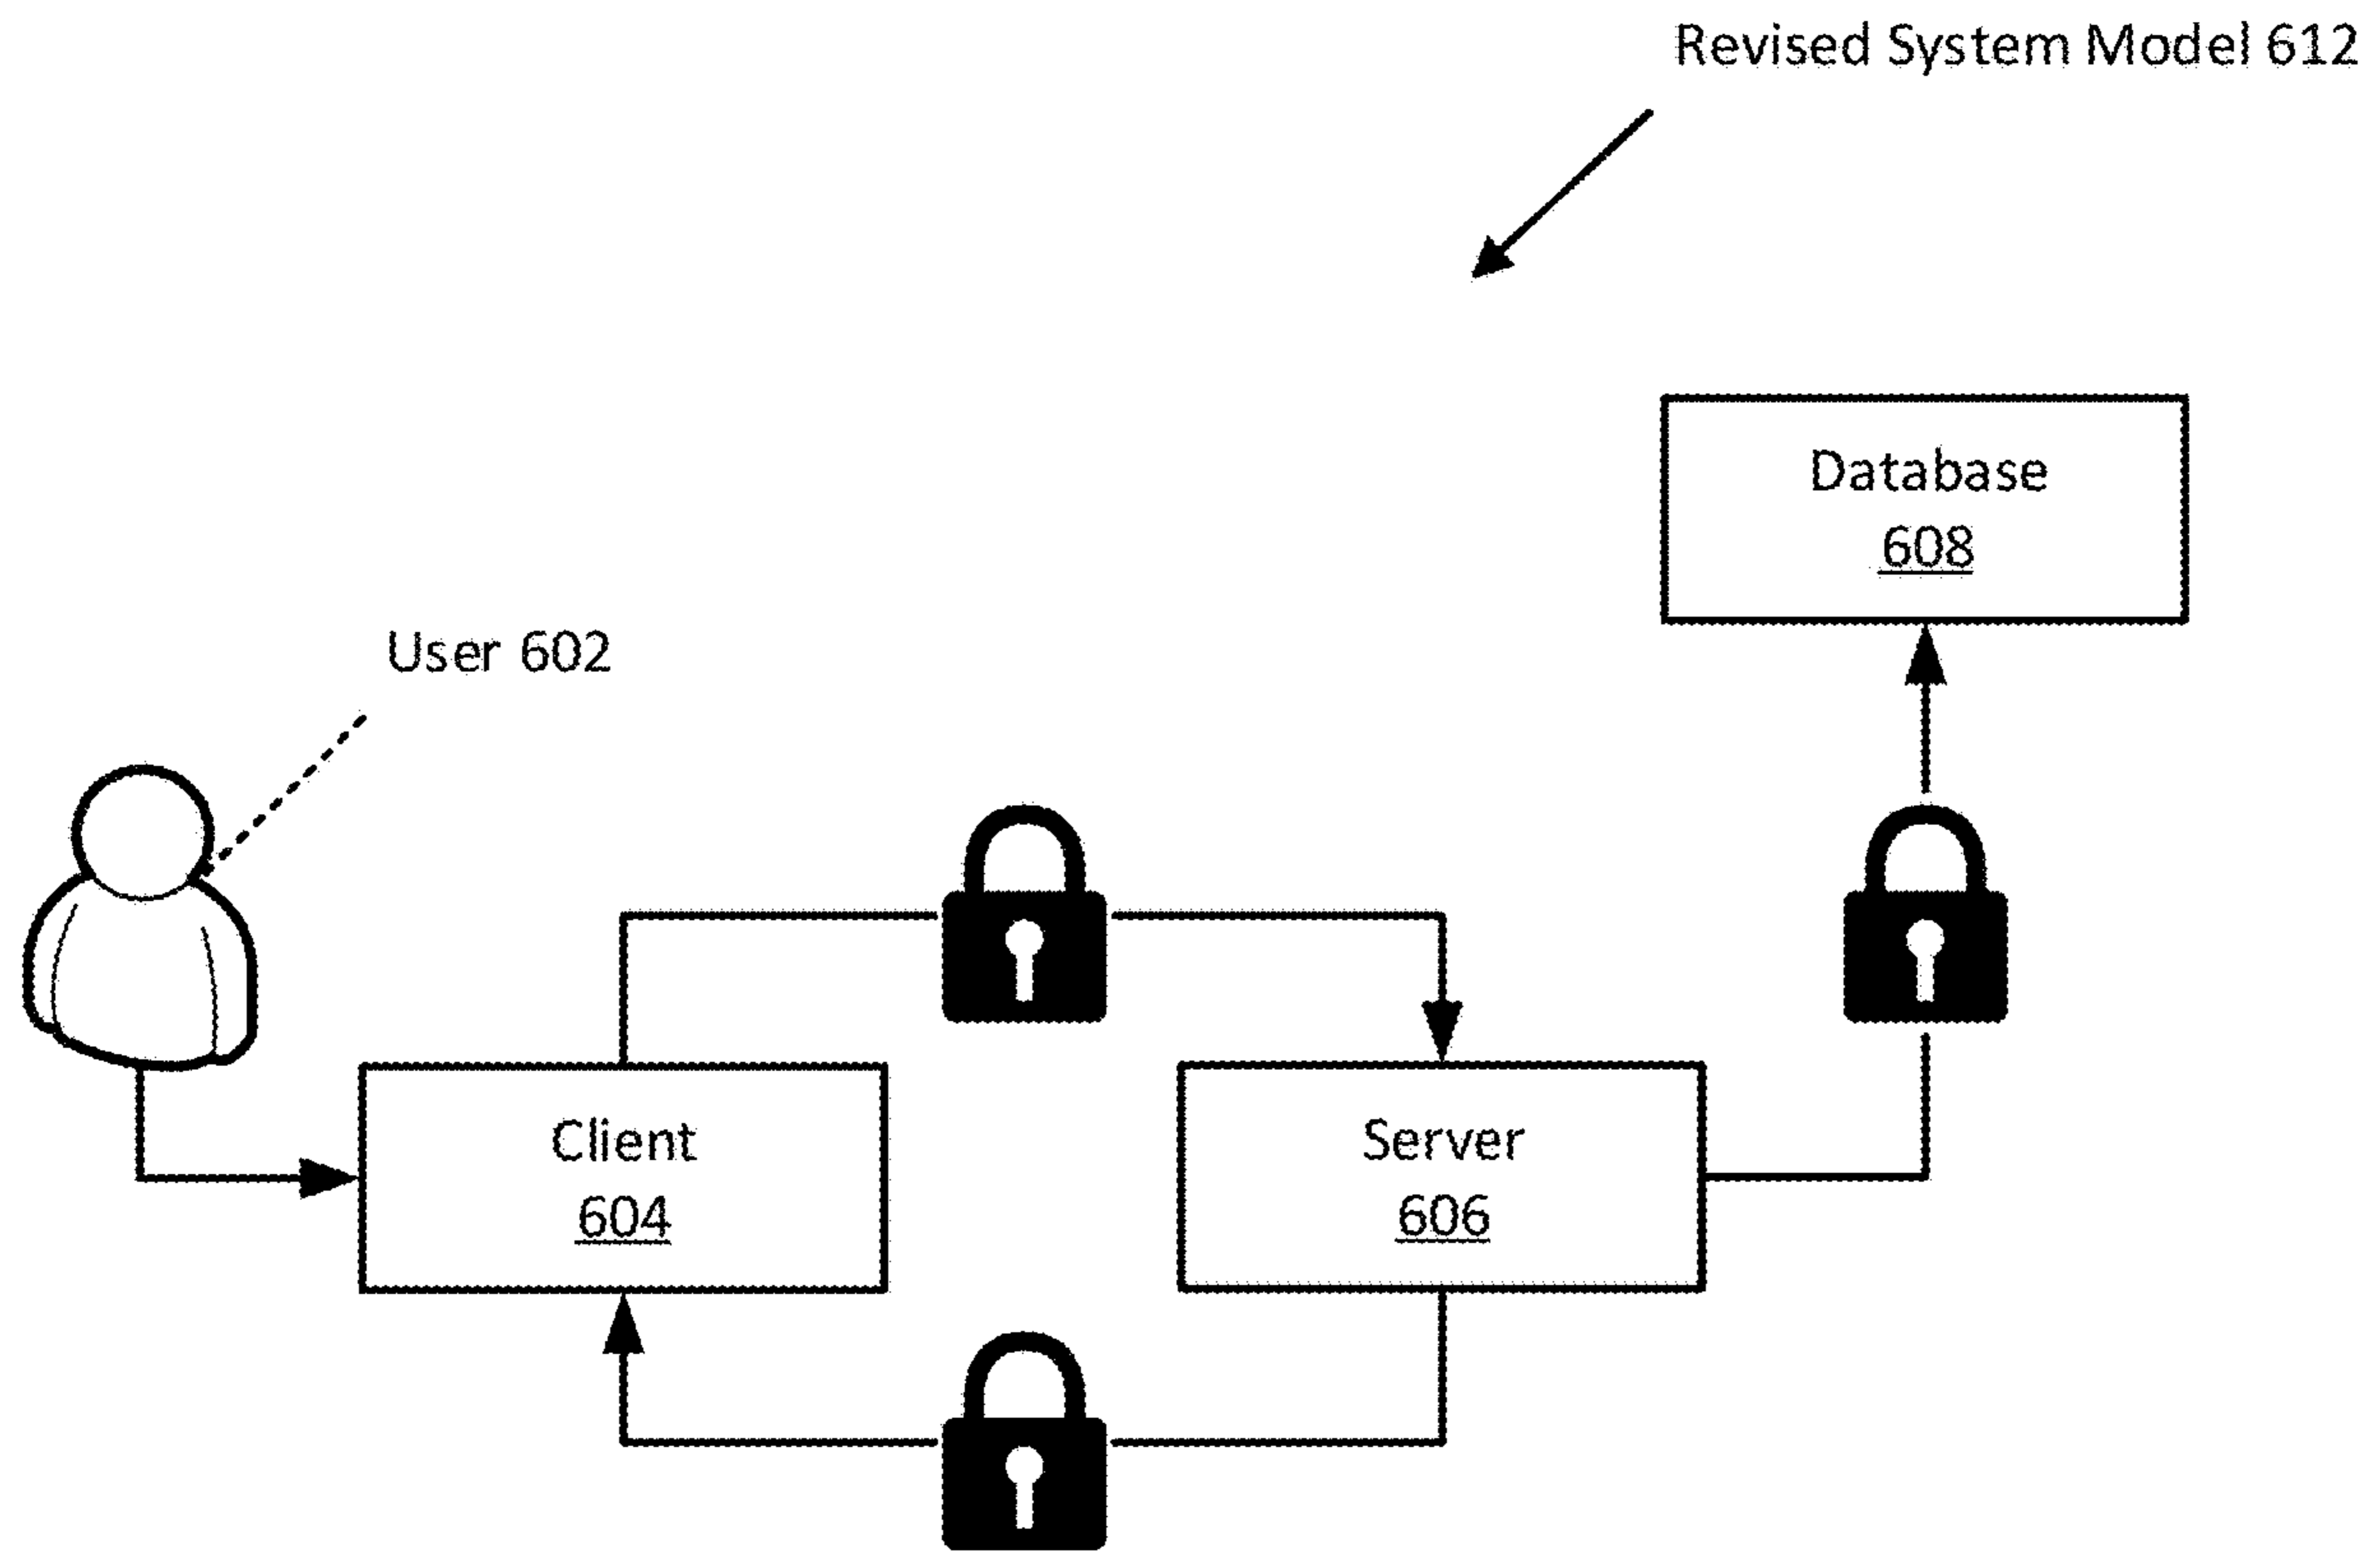 Revised System Model 612
Database
608
User 602
Client
604
Server
606